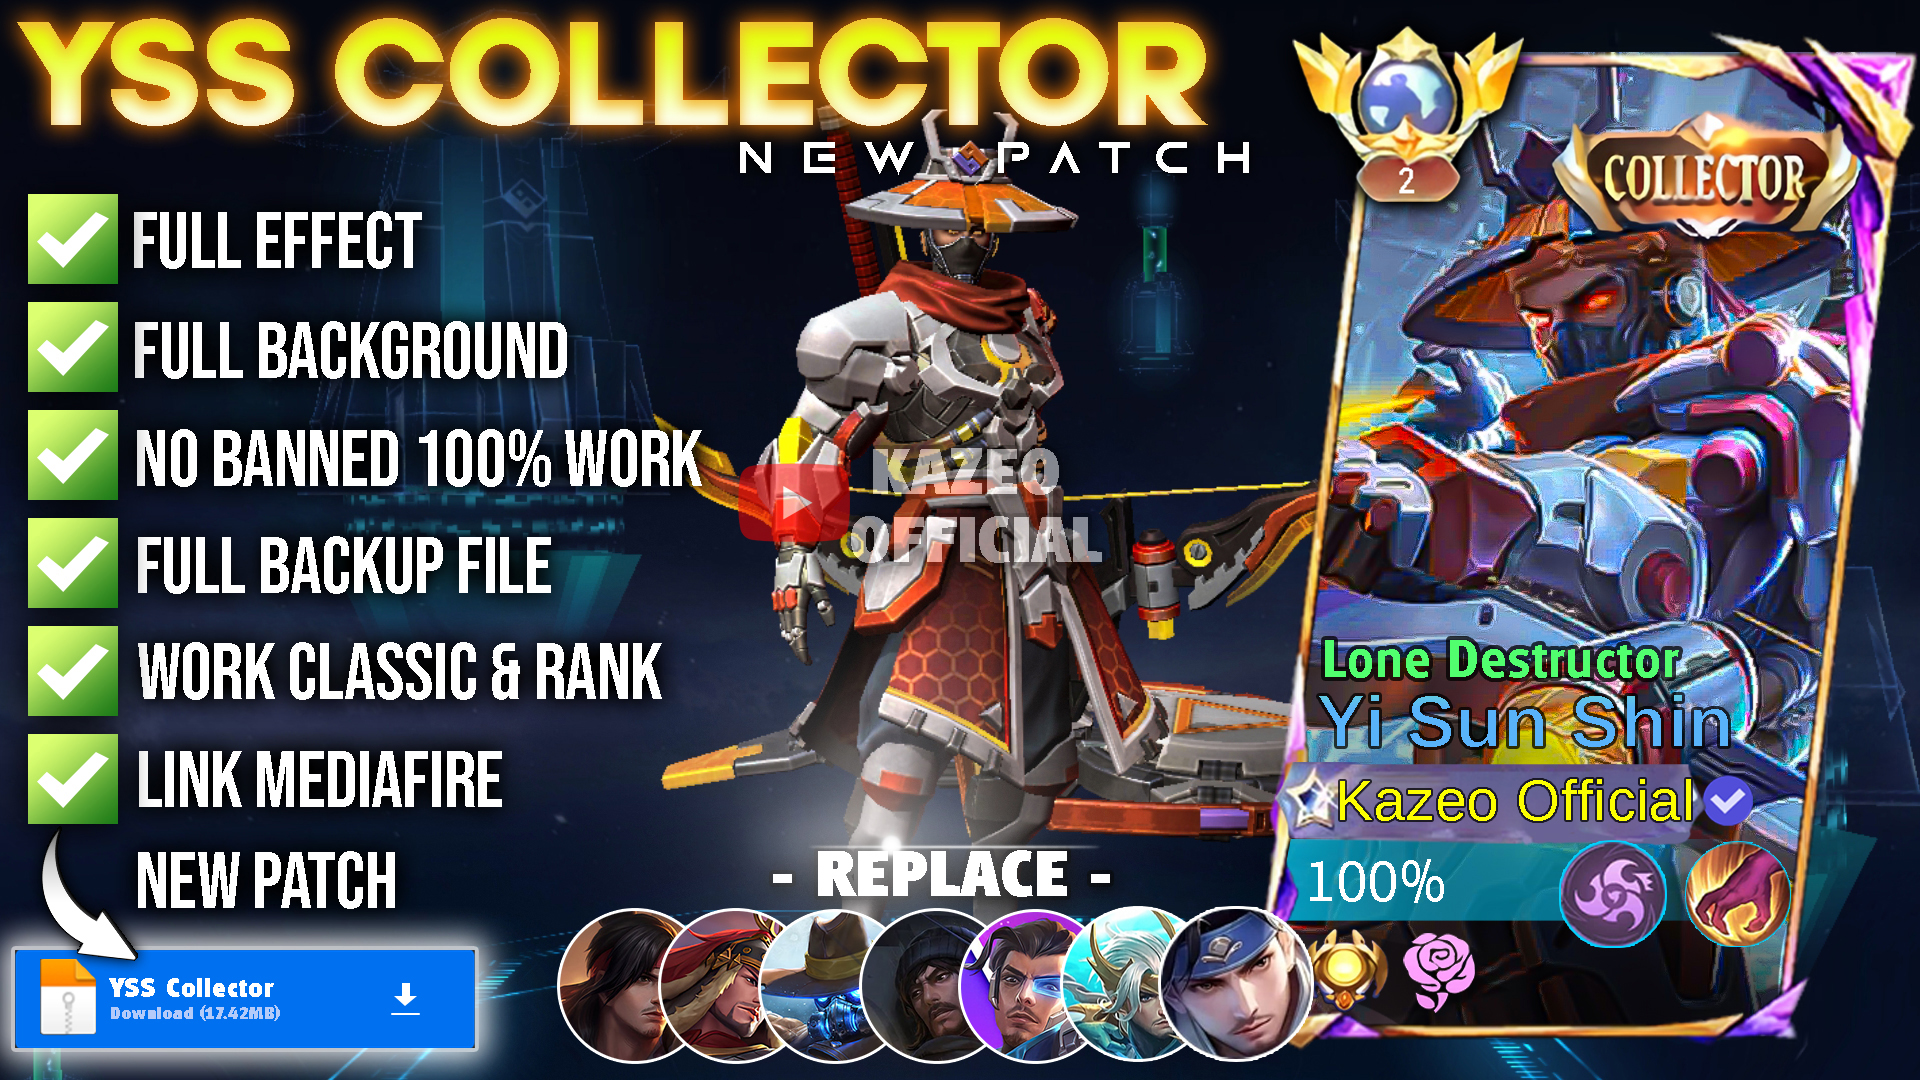 YSS COLLECTOR
NEW PATCH
FULL EFFECT
FULL BACKGROUND
NO BANNED 100% WORK
FULL BACKUP FILE
WORK CLASSIC & RANK
LINK MEDIAFIRE
NEW PATCH
YSS Collector
Download (17.42MB)
KAZEO
OFFICIAL
- REPLACE -
2
COLLECTOR
Lone Destructor
Yi Sun Shin
Kazeo Official
100%